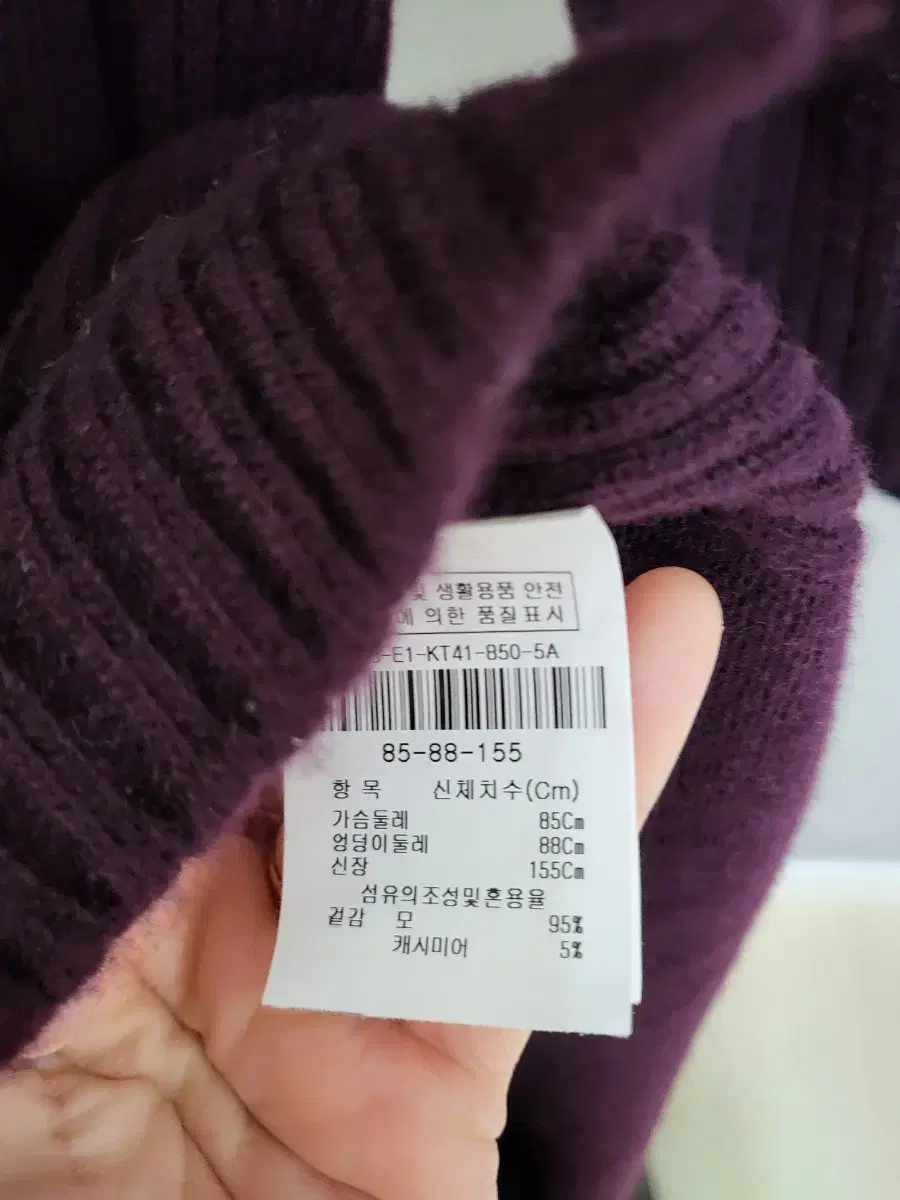 생활용품 안전
에 의한 품질표시
-E1-KT41-850-5A
85-88-155
항 목 신체치수(Cm)
가슴둘레 85Cm
엉덩이둘레 88Cm
신장 155Cm
섬유의조성및혼용율
겉감 모 95%
캐시미어 5%